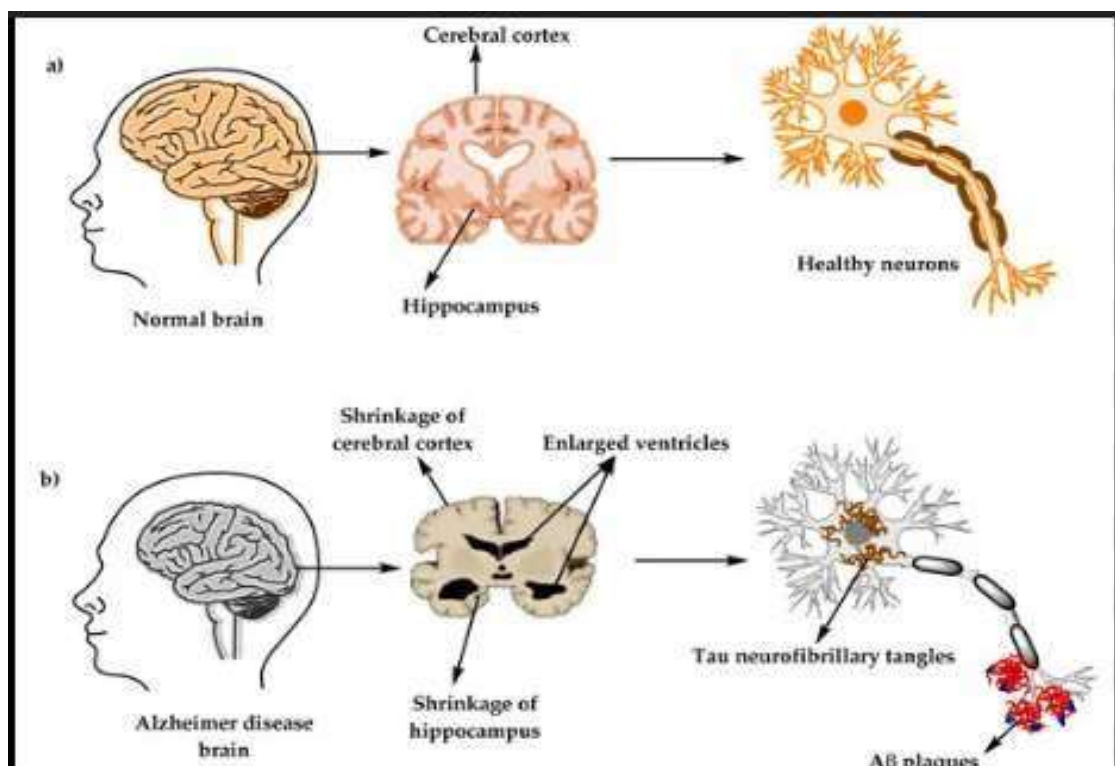 a)
Cerebral cortex
Normal brain
Hippocampus
Healthy neurons
b)
Shrinkage of
cerebral cortex
Enlarged ventricles
Tau neurofibrillary tangles
Alzheimer disease
brain
Shrinkage of
hippocampus
Aβ plaques